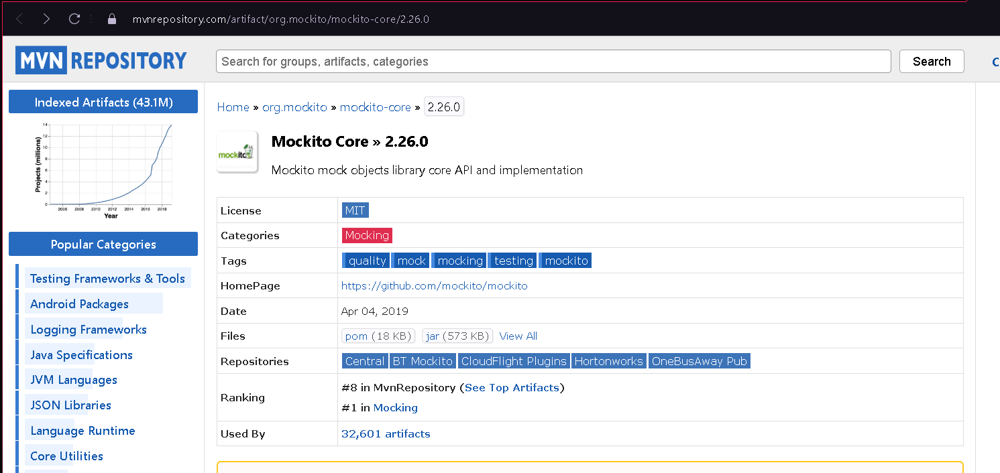 mvnrepository.com/artifact/org.mockito/mockito-core/2.26.0
MVN REPOSITORY
Search for groups, artifacts, categories
Search
C
Indexed Artifacts (43.1M)
Projects (millions)
14
12
10
8
6
4
2
0
2006 2008 2010 2012 2014 2016 2018
Year
Popular Categories
Testing Frameworks & Tools
Android Packages
Logging Frameworks
Java Specifications
JVM Languages
JSON Libraries
Language Runtime
Core Utilities
Home » org.mockito » mockito-core » 2.26.0
mockito
Mockito Core » 2.26.0
Mockito mock objects library core API and implementation
License MIT
Categories Mocking
Tags quality mock mocking testing mockito
HomePage https://github.com/mockito/mockito
Date Apr 04, 2019
Files pom (18 KB) jar (573 KB) View All
Repositories Central BT Mockito CloudFlight Plugins Hortonworks OneBusAway Pub
Ranking #8 in MvnRepository (See Top Artifacts)
#1 in Mocking
Used By 32,601 artifacts